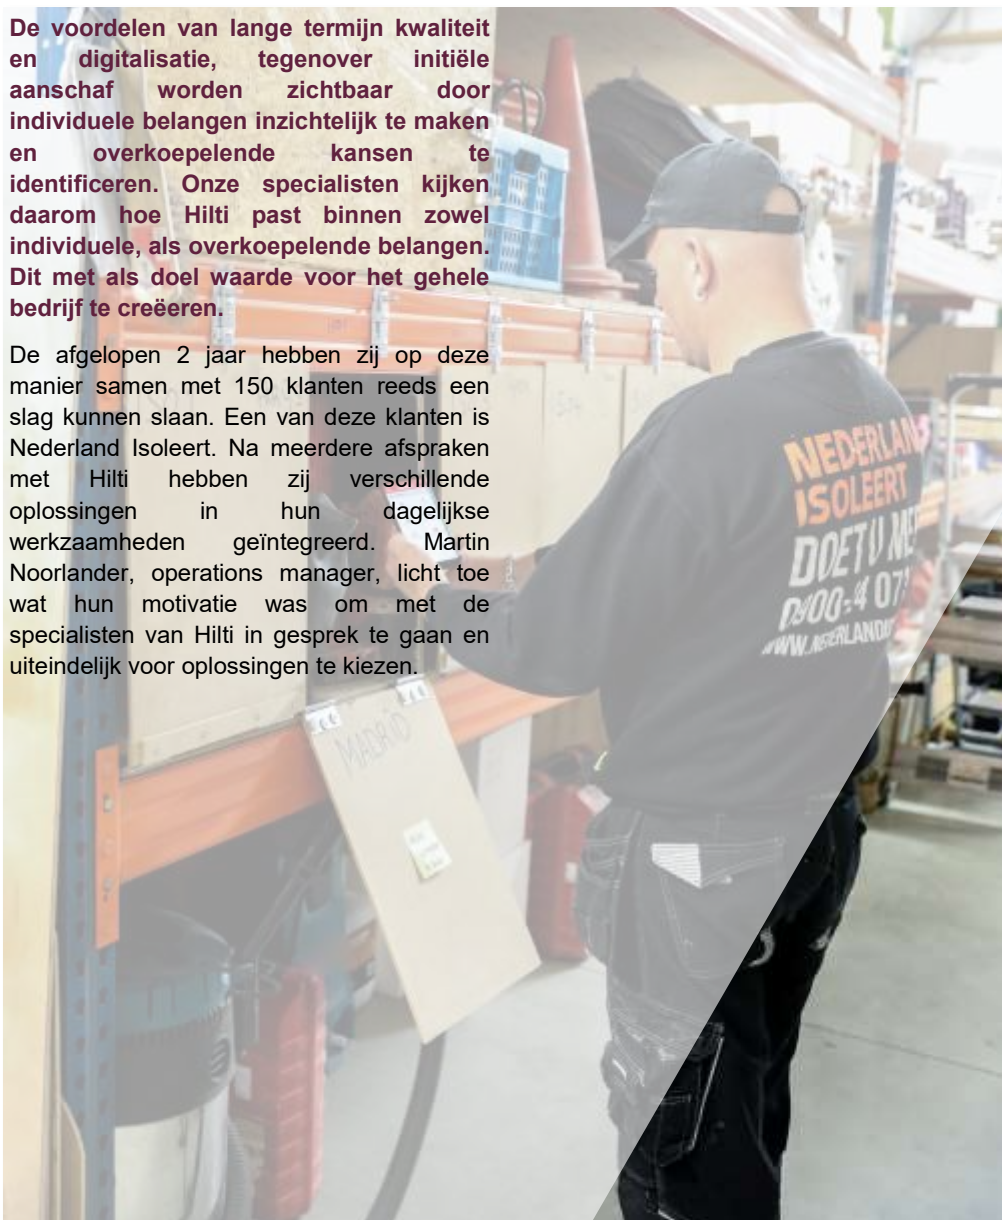 De voordelen van lange termijn kwaliteit
en digitalisatie, tegenover initiële
aanschaf worden zichtbaar door
individuele belangen inzichtelijk te maken
en overkoepelende kansen te
identificeren. Onze specialisten kijken
daarom hoe Hilti past binnen zowel
individuele, als overkoepelende belangen.
Dit met als doel waarde voor het gehele
bedrijf te creëeren.
De afgelopen 2 jaar hebben zij op deze
manier samen met 150 klanten reeds een
slag kunnen slaan. Een van deze klanten is
Nederland Isoleert. Na meerdere afspraken
met Hilti hebben zij verschillende
oplossingen in hun dagelijkse
werkzaamheden geïntegreerd. Martin
Noorlander, operations manager, licht toe
wat hun motivatie was om met de
specialisten van Hilti in gesprek te gaan en
uiteindelijk voor oplossingen te kiezen.
NEDERLAN
ISOLEERT
DOET U ME
MADRID